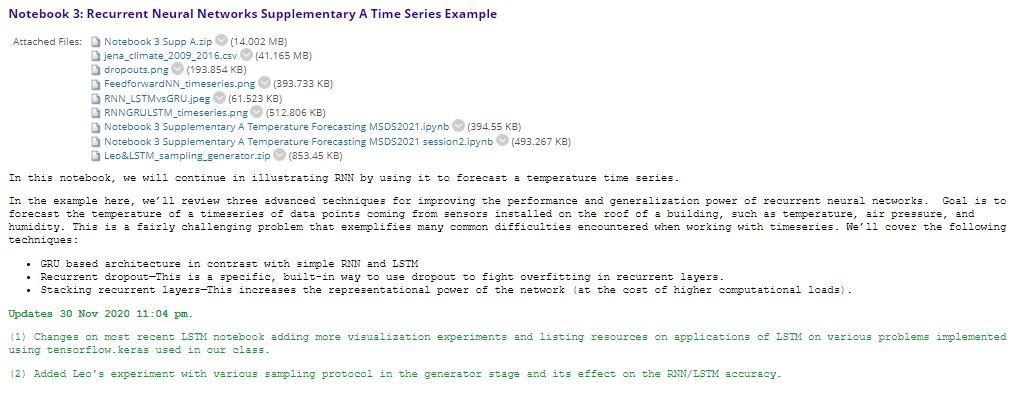 Notebook 3: Recurrent Neural Networks Supplementary A Time Series Example
Attached Files: Notebook 3 Supp A.zip (14.002 MB)
jena_climate_2009_2016.csv (41.165 MB)
dropouts.png (193.854 KB)
FeedforwardNN_timeseries.png (393.733 KB)
RNN_LSTMvsGRU.jpeg (61.523 KB)
RNNGRULSTM_timeseries.png (512.806 KB)
Notebook 3 Supplementary A Temperature Forecasting MSDS2021.ipynb (394.55 KB)
Notebook 3 Supplementary A Temperature Forecasting MSDS2021 session2.ipynb (493.267 KB)
Leo&LSTM_sampling_generator.zip (853.45 KB)
In this notebook, we will continue in illustrating RNN by using it to forecast a temperature time series.
In the example here, we’ll review three advanced techniques for improving the performance and generalization power of recurrent neural networks. Goal is to
forecast the temperature of a timeseries of data points coming from sensors installed on the roof of a building, such as temperature, air pressure, and
humidity. This is a fairly challenging problem that exemplifies many common difficulties encountered when working with timeseries. We’ll cover the following
techniques:
• GRU based architecture in contrast with simple RNN and LSTM
• Recurrent dropout—This is a specific, built-in way to use dropout to fight overfitting in recurrent layers.
• Stacking recurrent layers—This increases the representational power of the network (at the cost of higher computational loads).
Updates 30 Nov 2020 11:04 pm.
(1) Changes on most recent LSTM notebook adding more visualization experiments and listing resources on applications of LSTM on various problems implemented
using tensorflow.keras used in our class.
(2) Added Leo's experiment with various sampling protocol in the generator stage and its effect on the RNN/LSTM accuracy.